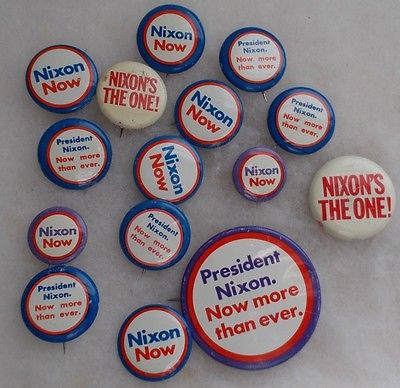 Nixon
Now
President
Nixon.
Now more
than ever.
Nixon
Now
NIXON'S
THE ONE!
Nixon
Now
President
Nixon.
Now more
than ever.
President
Nixon.
Now more
than ever.
Nixon
Now
Nixon
Now
NIXON'S
THE ONE!
Nixon
Now
President
Nixon.
Now more
than ever.
President
Nixon.
Now more
than ever.
President
Nixon.
Now more
than ever.
Nixon
Now